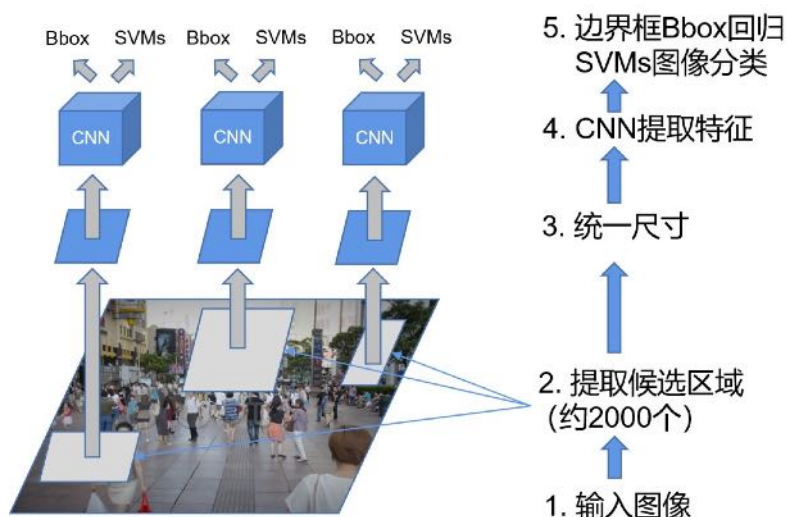 Bbox SVMs Bbox SVMs Bbox SVMs
CNN CNN CNN
5. 边界框Bbox回归
SVMs图像分类
4. CNN提取特征
3. 统一尺寸
2. 提取候选区域
（约2000个）
1. 输入图像